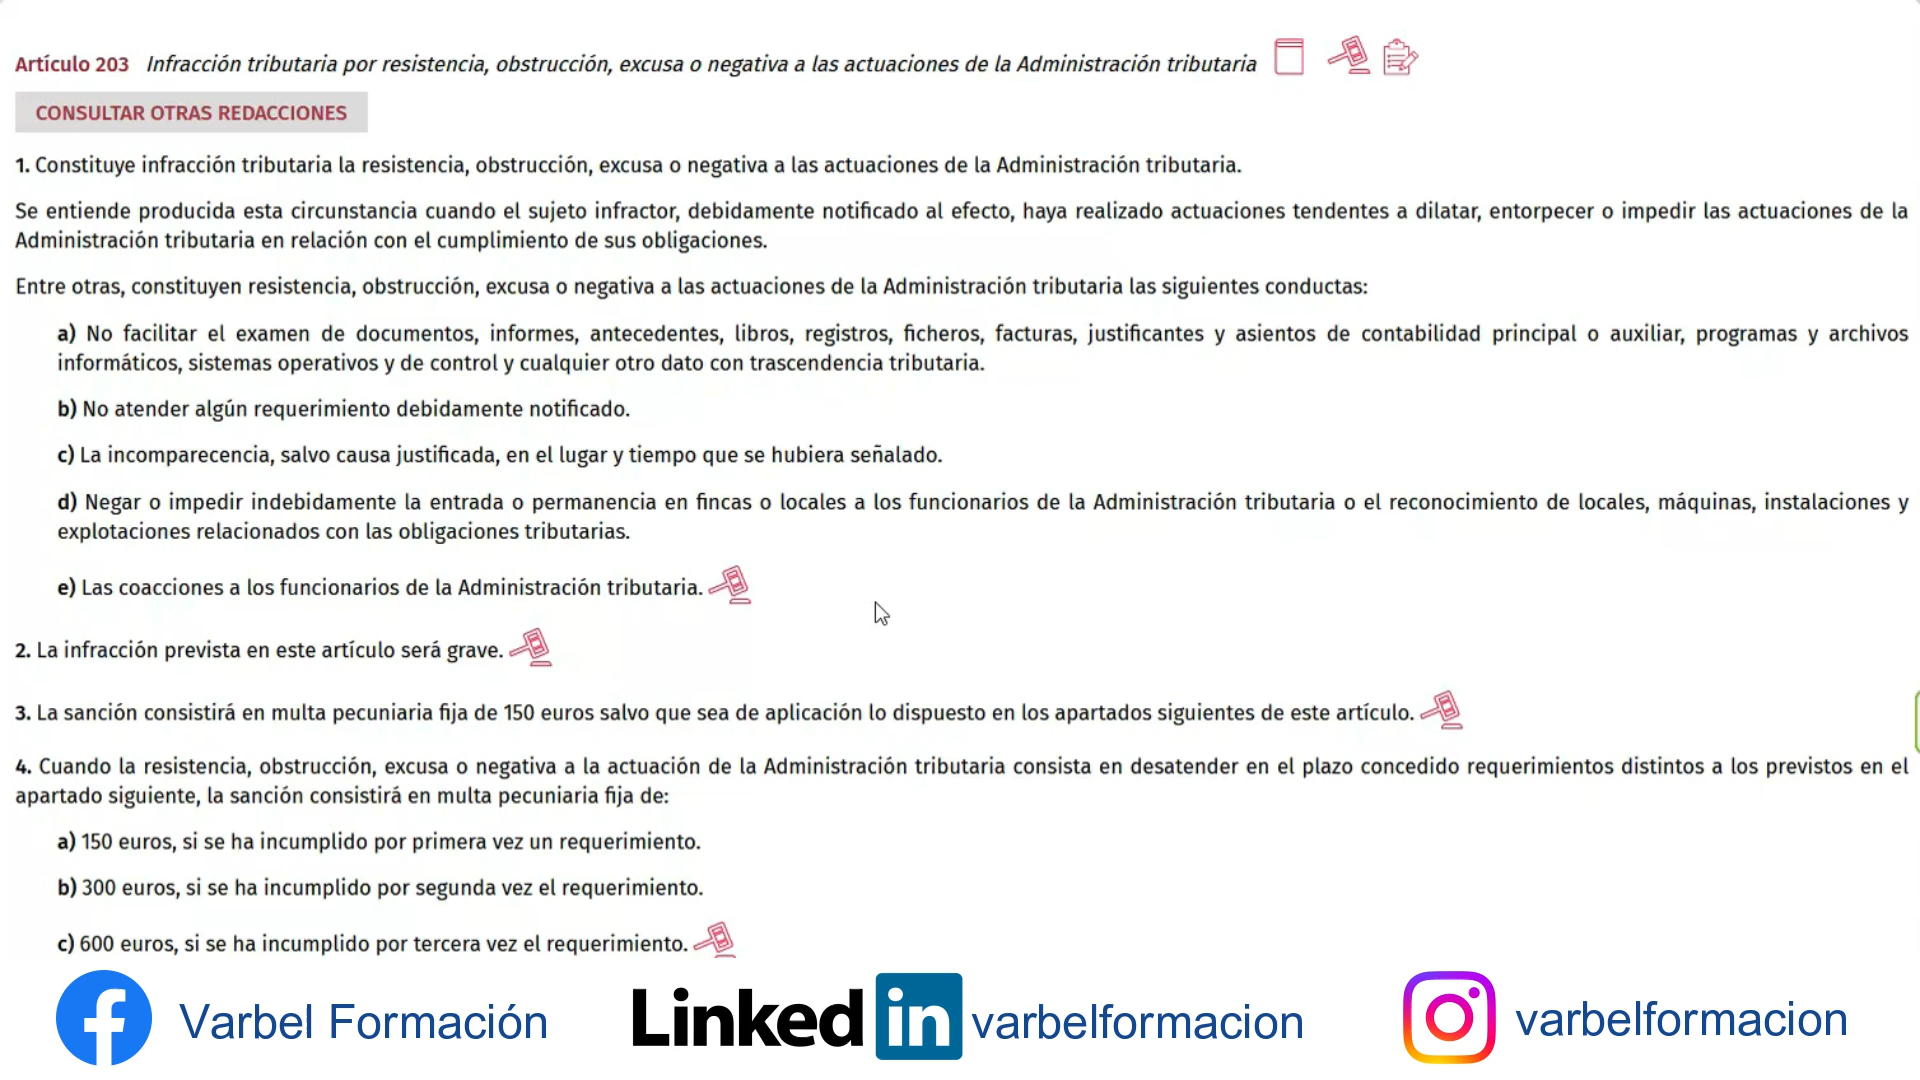 Artículo 203 Infracción tributaria por resistencia, obstrucción, excusa o negativa a las actuaciones de la Administración tributaria
CONSULTAR OTRAS REDACCIONES
1. Constituye infracción tributaria la resistencia, obstrucción, excusa o negativa a las actuaciones de la Administración tributaria.
Se entiende producida esta circunstancia cuando el sujeto infractor, debidamente notificado al efecto, haya realizado actuaciones tendentes a dilatar, entorpecer o impedir las actuaciones de la
Administración tributaria en relación con el cumplimiento de sus obligaciones.
Entre otras, constituyen resistencia, obstrucción, excusa o negativa a las actuaciones de la Administración tributaria las siguientes conductas:
a) No facilitar el examen de documentos, informes, antecedentes, libros, registros, ficheros, facturas, justificantes y asientos de contabilidad principal o auxiliar, programas y archivos
informáticos, sistemas operativos y de control y cualquier otro dato con trascendencia tributaria.
b) No atender algún requerimiento debidamente notificado.
c) La incomparecencia, salvo causa justificada, en el lugar y tiempo que se hubiera señalado.
d) Negar o impedir indebidamente la entrada o permanencia en fincas o locales a los funcionarios de la Administración tributaria o el reconocimiento de locales, máquinas, instalaciones y
explotaciones relacionados con las obligaciones tributarias.
e) Las coacciones a los funcionarios de la Administración tributaria.
2. La infracción prevista en este artículo será grave.
3. La sanción consistirá en multa pecuniaria fija de 150 euros salvo que sea de aplicación lo dispuesto en los apartados siguientes de este artículo.
4. Cuando la resistencia, obstrucción, excusa o negativa a la actuación de la Administración tributaria consista en desatender en el plazo concedido requerimientos distintos a los previstos en el
apartado siguiente, la sanción consistirá en multa pecuniaria fija de:
a) 150 euros, si se ha incumplido por primera vez un requerimiento.
b) 300 euros, si se ha incumplido por segunda vez el requerimiento.
c) 600 euros, si se ha incumplido por tercera vez el requerimiento.
f Varbel Formación Linked in varbelformacion varbelformacion